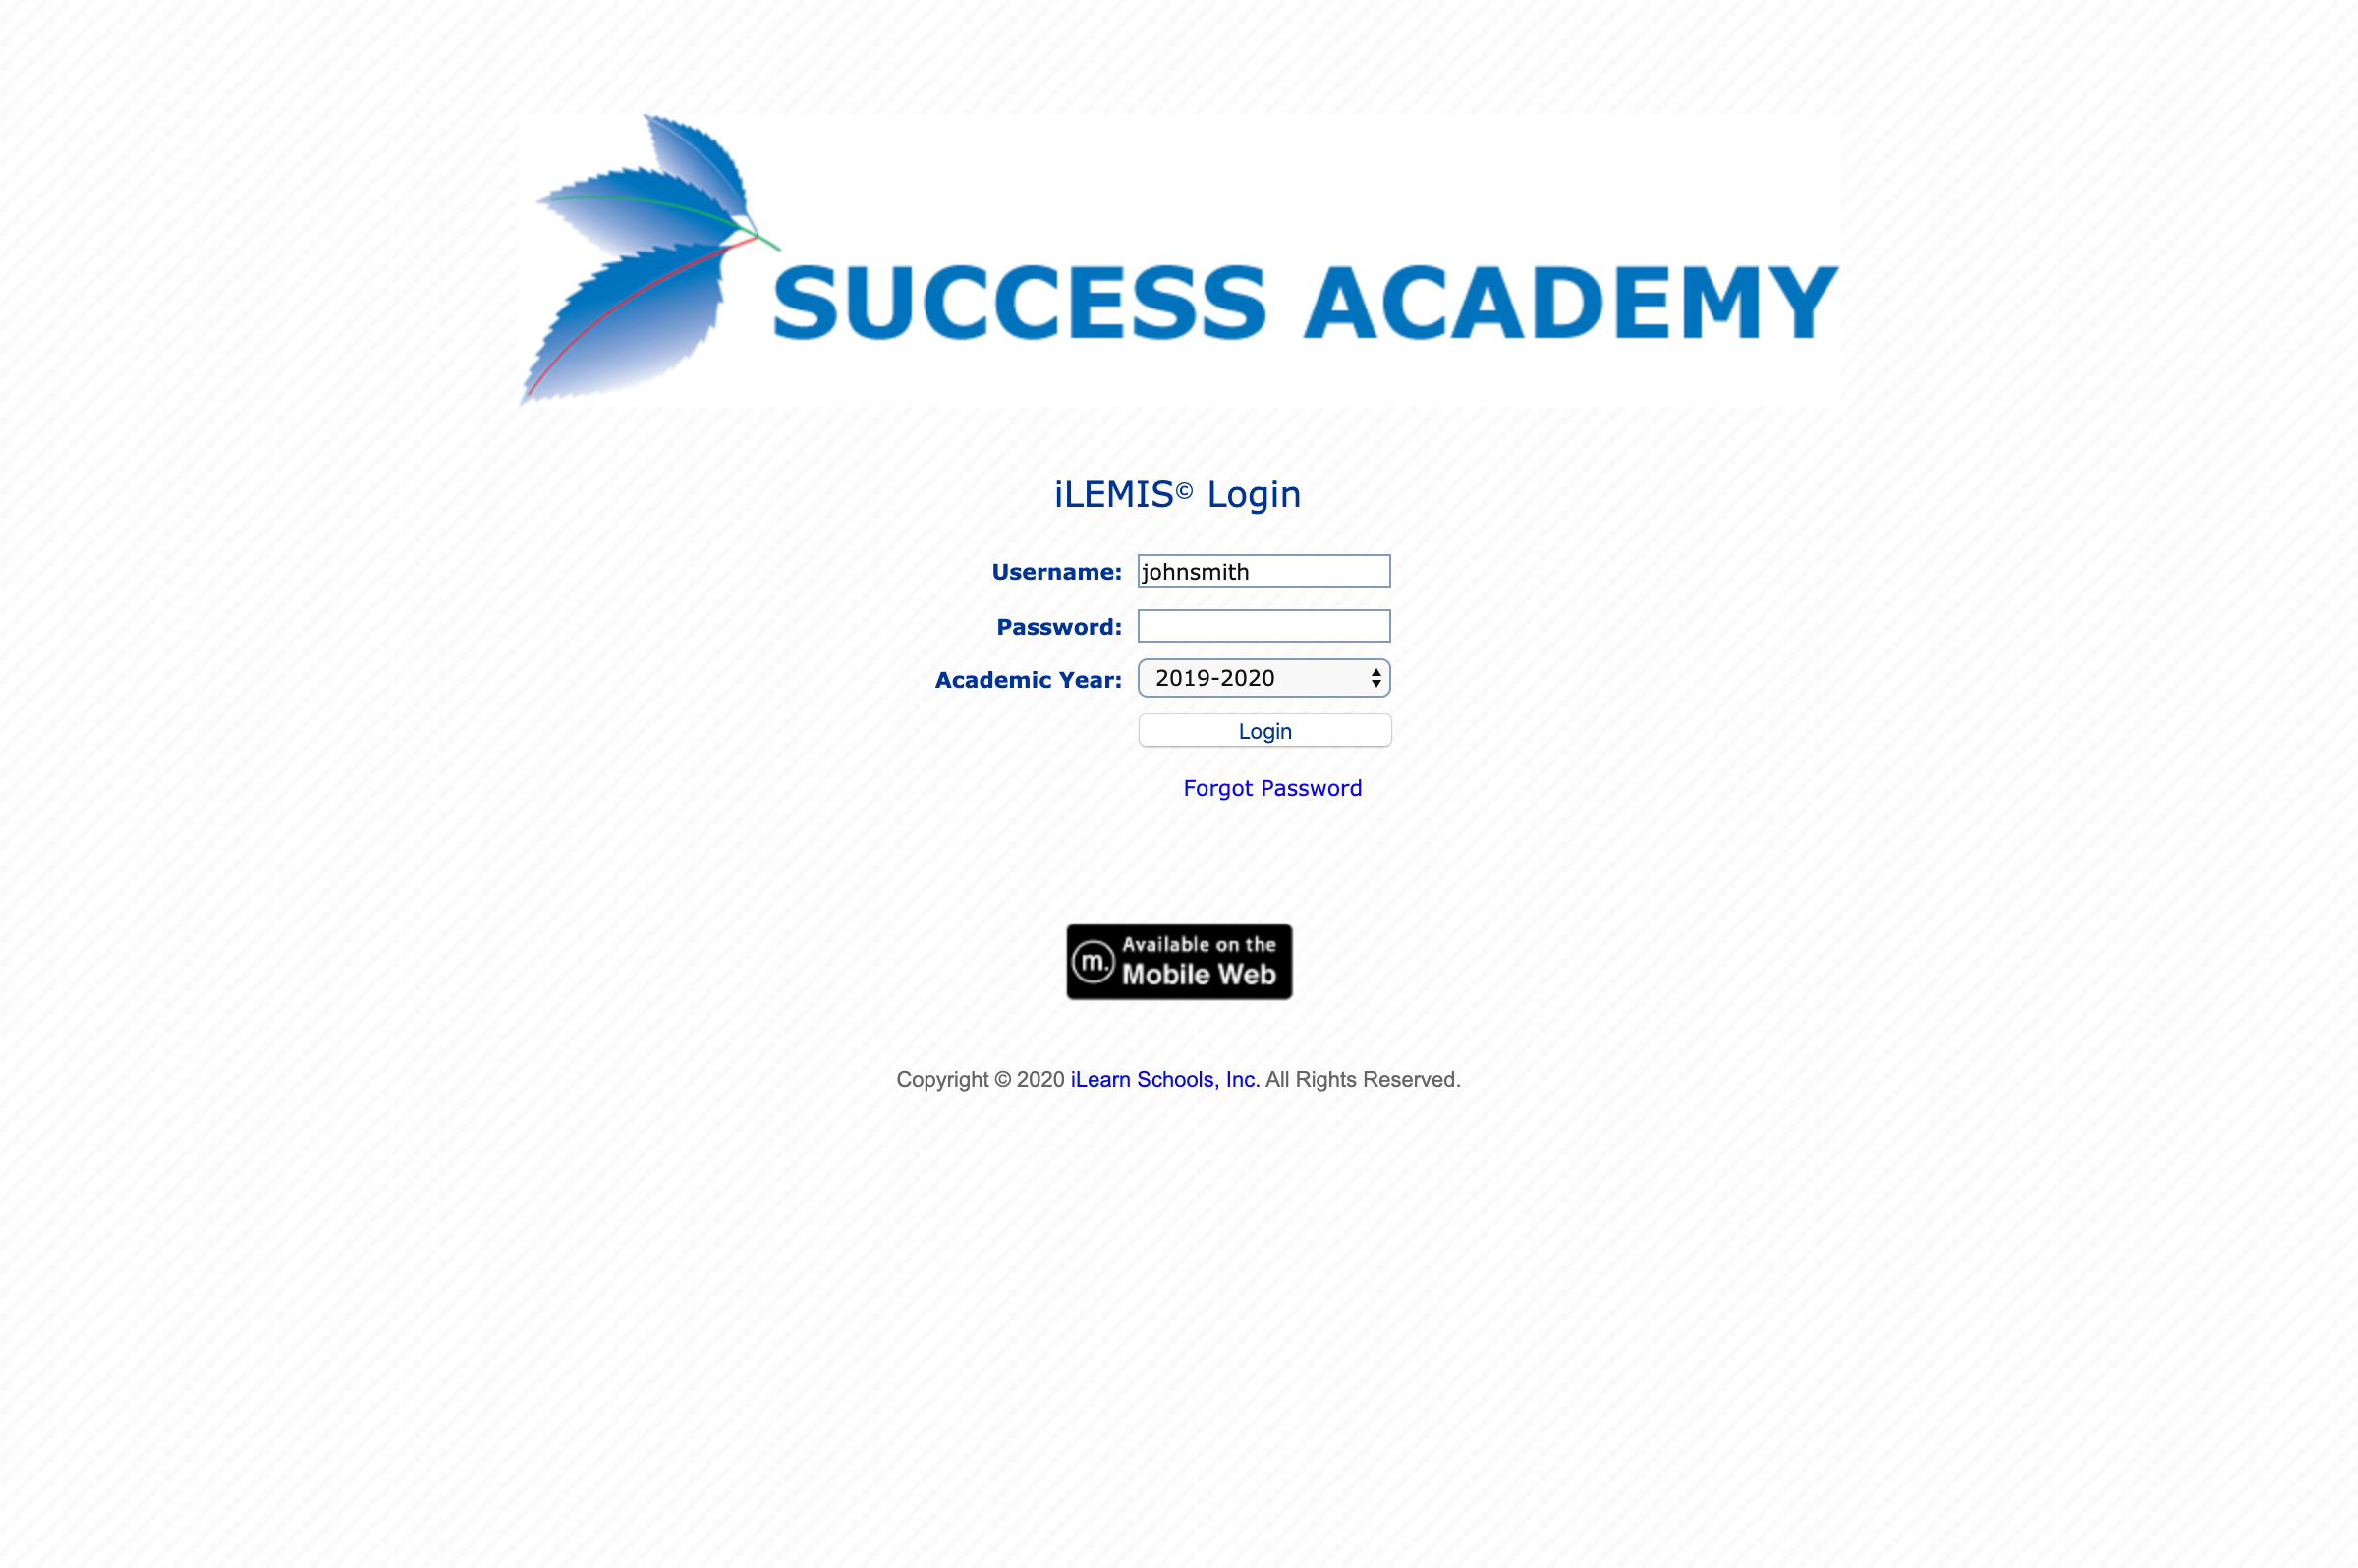 SUCCESS ACADEMY
iLEMIS© Login
Username: johnsmith
Password:
Academic Year: 2019-2020
Login
Forgot Password
m. Available on the
Mobile Web
Copyright © 2020 iLearn Schools, Inc. All Rights Reserved.